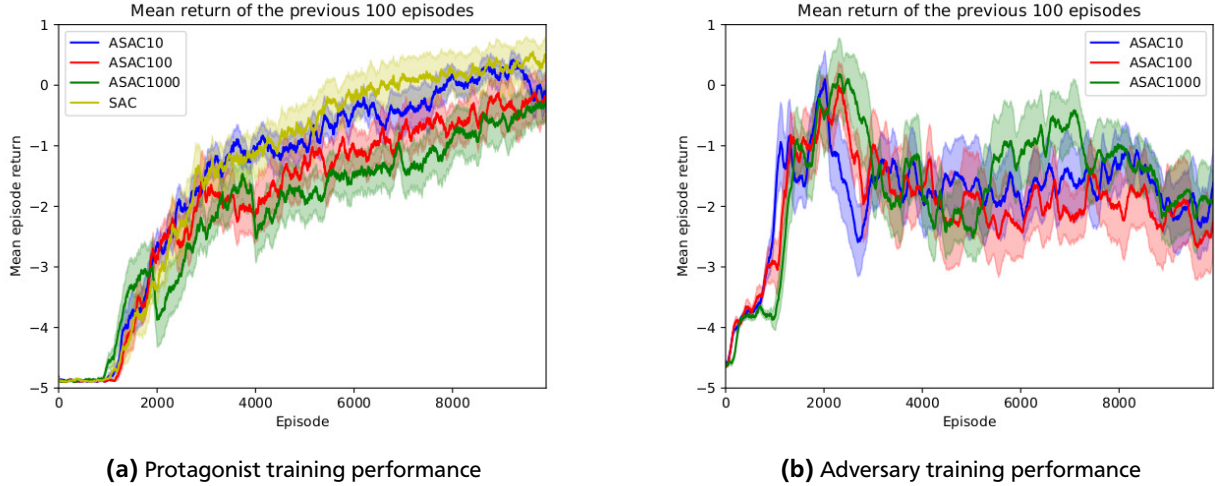 Mean return of the previous 100 episodes
1
0
−1
−2
−3
−4
−5
Mean episode return
ASAC10
ASAC100
ASAC1000
SAC
0
2000
4000
6000
8000
Episode
(a) Protagonist training performance
Mean return of the previous 100 episodes
1
0
−1
−2
−3
−4
−5
Mean episode return
ASAC10
ASAC100
ASAC1000
0
2000
4000
6000
8000
Episode
(b) Adversary training performance